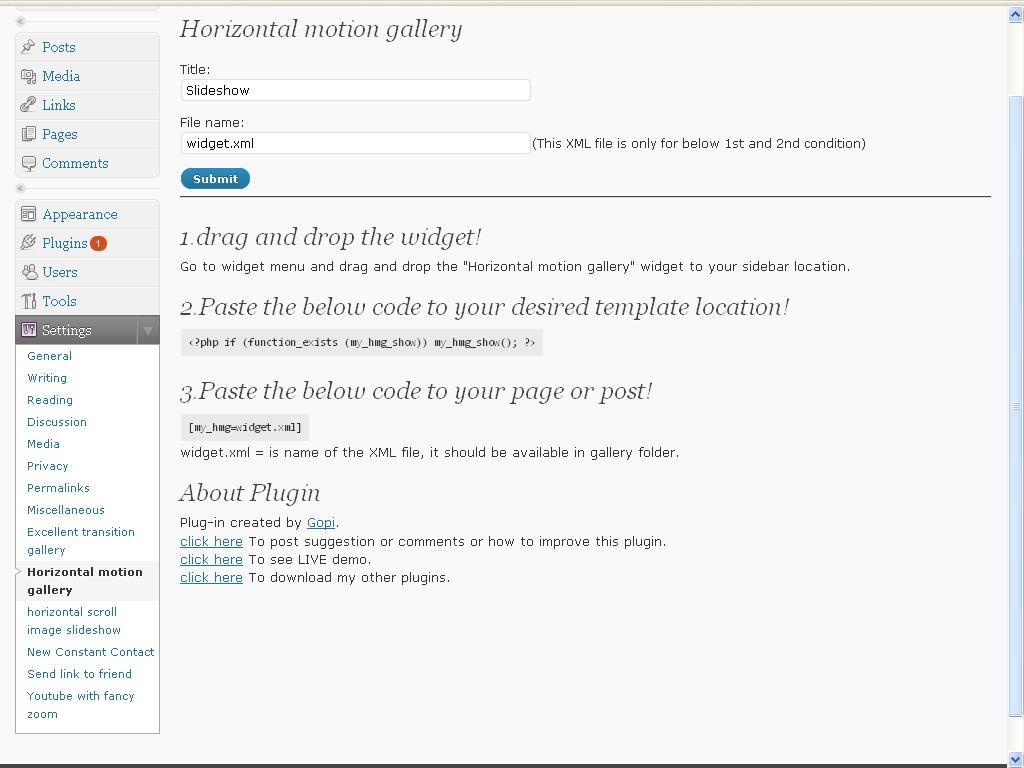 Posts
Media
Links
Pages
Comments
Appearance
Plugins 1
Users
Tools
Settings
General
Writing
Reading
Discussion
Media
Privacy
Permalinks
Miscellaneous
Excellent transition
gallery
Horizontal motion
gallery
horizontal scroll
image slideshow
New Constant Contact
Send link to friend
Youtube with fancy
zoom
Horizontal motion gallery
Title:
Slideshow
File name:
widget.xml (This XML file is only for below 1st and 2nd condition)
Submit
1.drag and drop the widget!
Go to widget menu and drag and drop the "Horizontal motion gallery" widget to your sidebar location.
2.Paste the below code to your desired template location!
<?php if (function_exists (my_hmg_show)) my_hmg_show(); ?>
3.Paste the below code to your page or post!
[my_hmg=widget.xml]
widget.xml = is name of the XML file, it should be available in gallery folder.
About Plugin
Plug-in created by Gopi.
click here To post suggestion or comments or how to improve this plugin.
click here To see LIVE demo.
click here To download my other plugins.